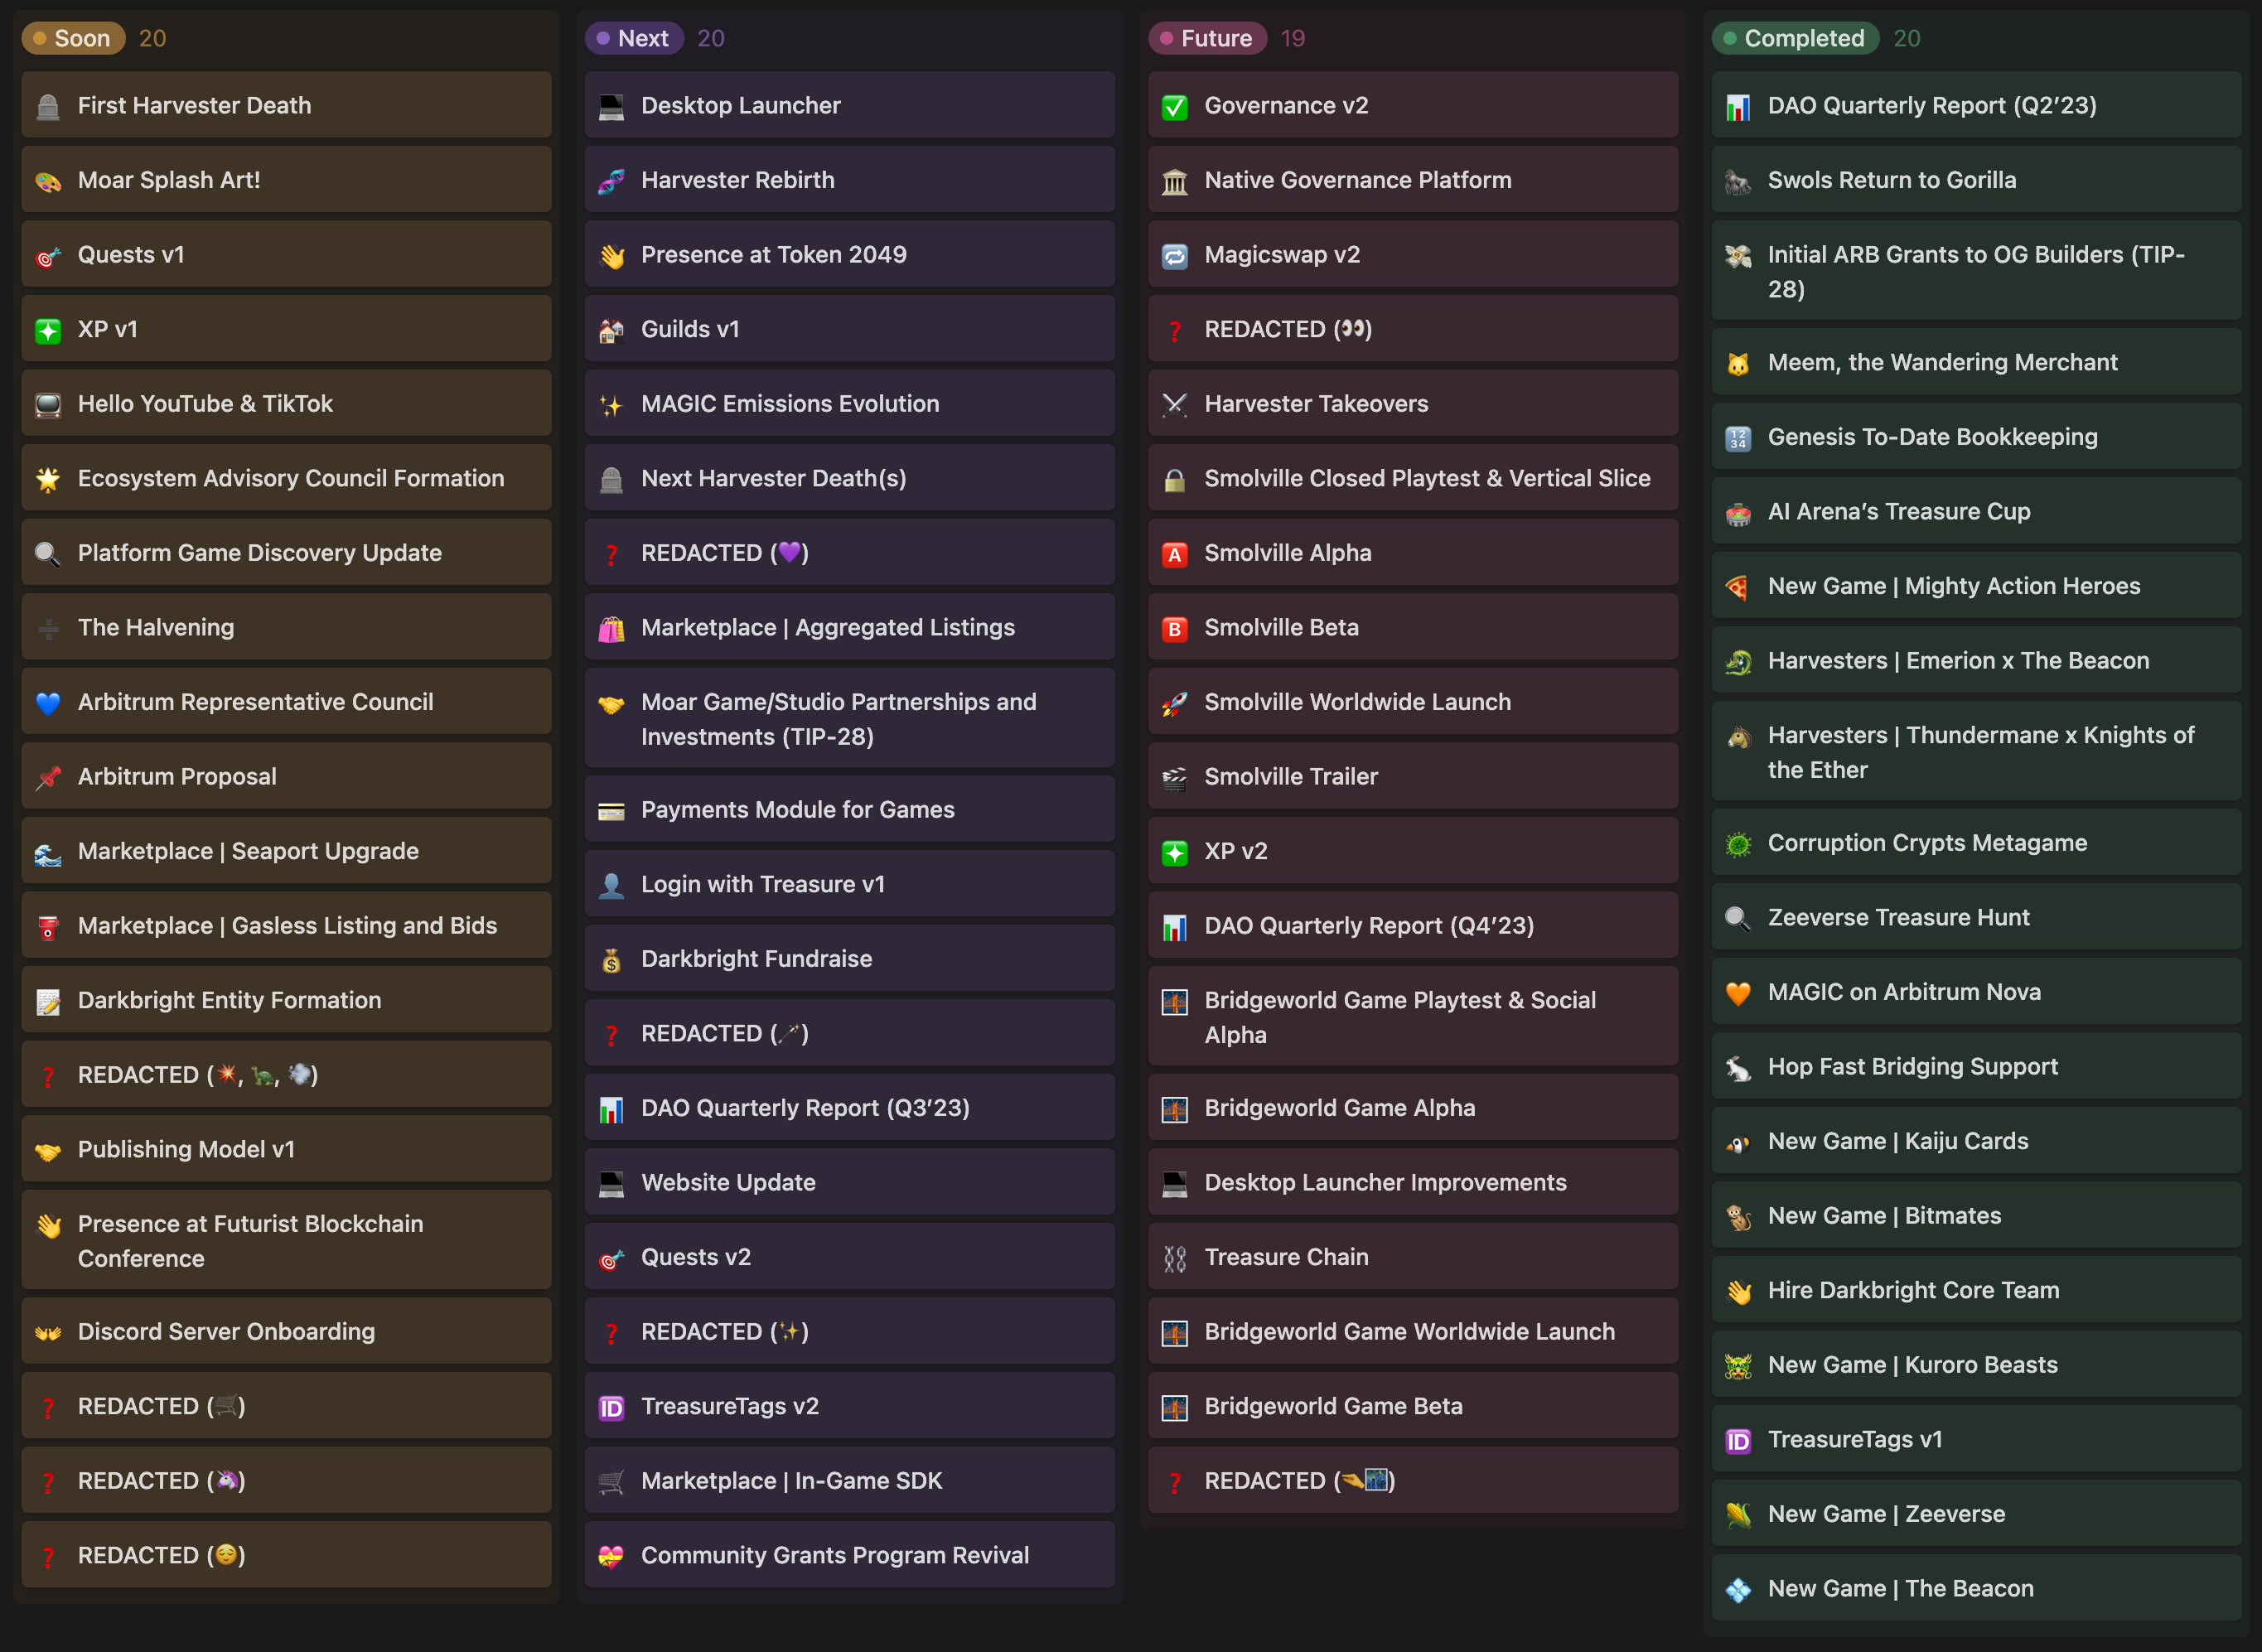 Soon 20
First Harvester Death
Moar Splash Art!
Quests v1
XP v1
Hello YouTube & TikTok
Ecosystem Advisory Council Formation
Platform Game Discovery Update
The Halvening
Arbitrum Representative Council
Arbitrum Proposal
Marketplace | Seaport Upgrade
Marketplace | Gasless Listing and Bids
Darkbright Entity Formation
REDACTED (💥, 🐢, 💨)
Publishing Model v1
Presence at Futurist Blockchain
Conference
Discord Server Onboarding
REDACTED (🛒)
REDACTED (🦄)
REDACTED (😌)
Next 20
Desktop Launcher
Harvester Rebirth
Presence at Token 2049
Guilds v1
MAGIC Emissions Evolution
Next Harvester Death(s)
REDACTED (💜)
Marketplace | Aggregated Listings
Moar Game/Studio Partnerships and
Investments (TIP-28)
Payments Module for Games
Login with Treasure v1
Darkbright Fundraise
REDACTED (🪄)
DAO Quarterly Report (Q3’23)
Website Update
Quests v2
REDACTED (✨)
TreasureTags v2
Marketplace | In-Game SDK
Community Grants Program Revival
Future 19
Governance v2
Native Governance Platform
Magicswap v2
REDACTED (👀)
Harvester Takeovers
Smolville Closed Playtest & Vertical Slice
Smolville Alpha
Smolville Beta
Smolville Worldwide Launch
Smolville Trailer
XP v2
DAO Quarterly Report (Q4’23)
Bridgeworld Game Playtest & Social
Alpha
Bridgeworld Game Alpha
Desktop Launcher Improvements
Treasure Chain
Bridgeworld Game Worldwide Launch
Bridgeworld Game Beta
REDACTED (🫴🌃)
Completed 20
DAO Quarterly Report (Q2’23)
Swols Return to Gorilla
Initial ARB Grants to OG Builders (TIP-
28)
Meem, the Wandering Merchant
Genesis To-Date Bookkeeping
AI Arena’s Treasure Cup
New Game | Mighty Action Heroes
Harvesters | Emerion x The Beacon
Harvesters | Thundermane x Knights of
the Ether
Corruption Crypts Metagame
Zeeverse Treasure Hunt
MAGIC on Arbitrum Nova
Hop Fast Bridging Support
New Game | Kaiju Cards
New Game | Bitmates
Hire Darkbright Core Team
New Game | Kuroro Beasts
TreasureTags v1
New Game | Zeeverse
New Game | The Beacon